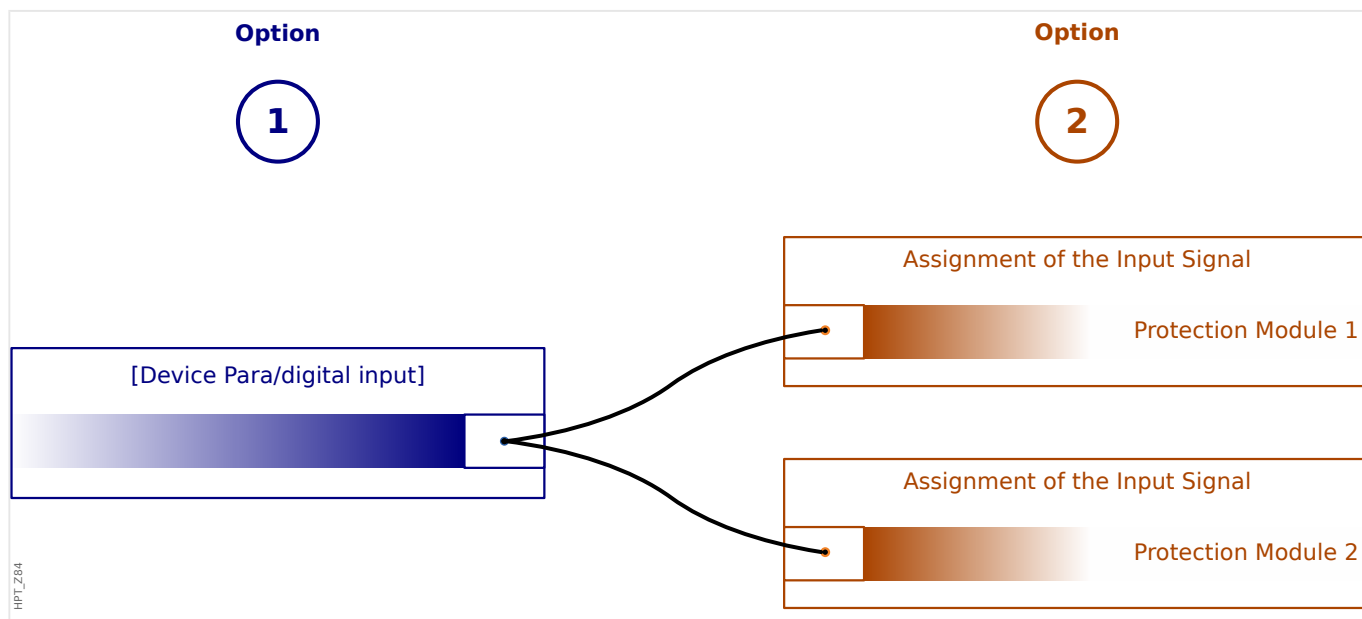 Option
1
Option
2
[Device Para/digital input]
Assignment of the Input Signal
Protection Module 1
Assignment of the Input Signal
Protection Module 2
HPT_Z84